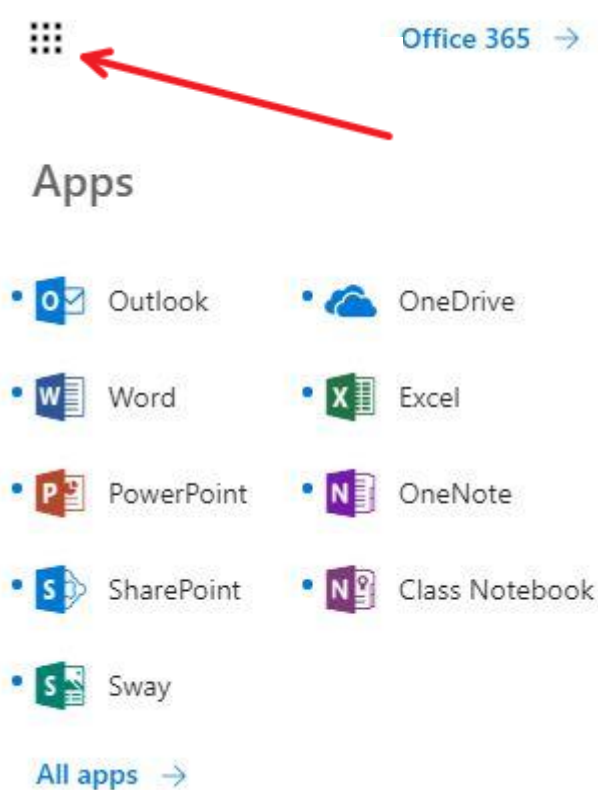 Office 365 →
Apps
Outlook
OneDrive
Word
Excel
PowerPoint
OneNote
SharePoint
Class Notebook
Sway
All apps →